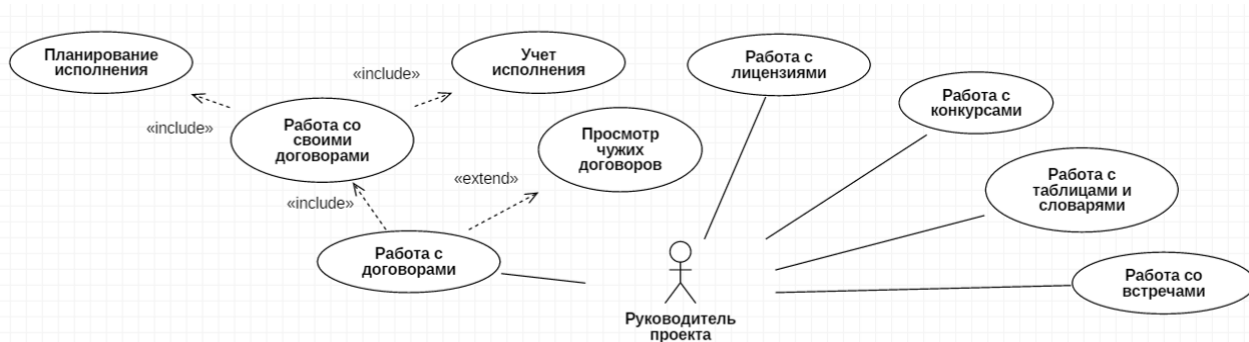 Планирование
исполнения
«include»
Учет
исполнения
Работа с
лицензиями
Работа с
конкурсами
«include»
Работа со
своими
договорами
Просмотр
чужих
договоров
«include»
«extend»
Работа с
таблицами и
словарями
Работа с
договорами
Руководитель
проекта
Работа со
встречами